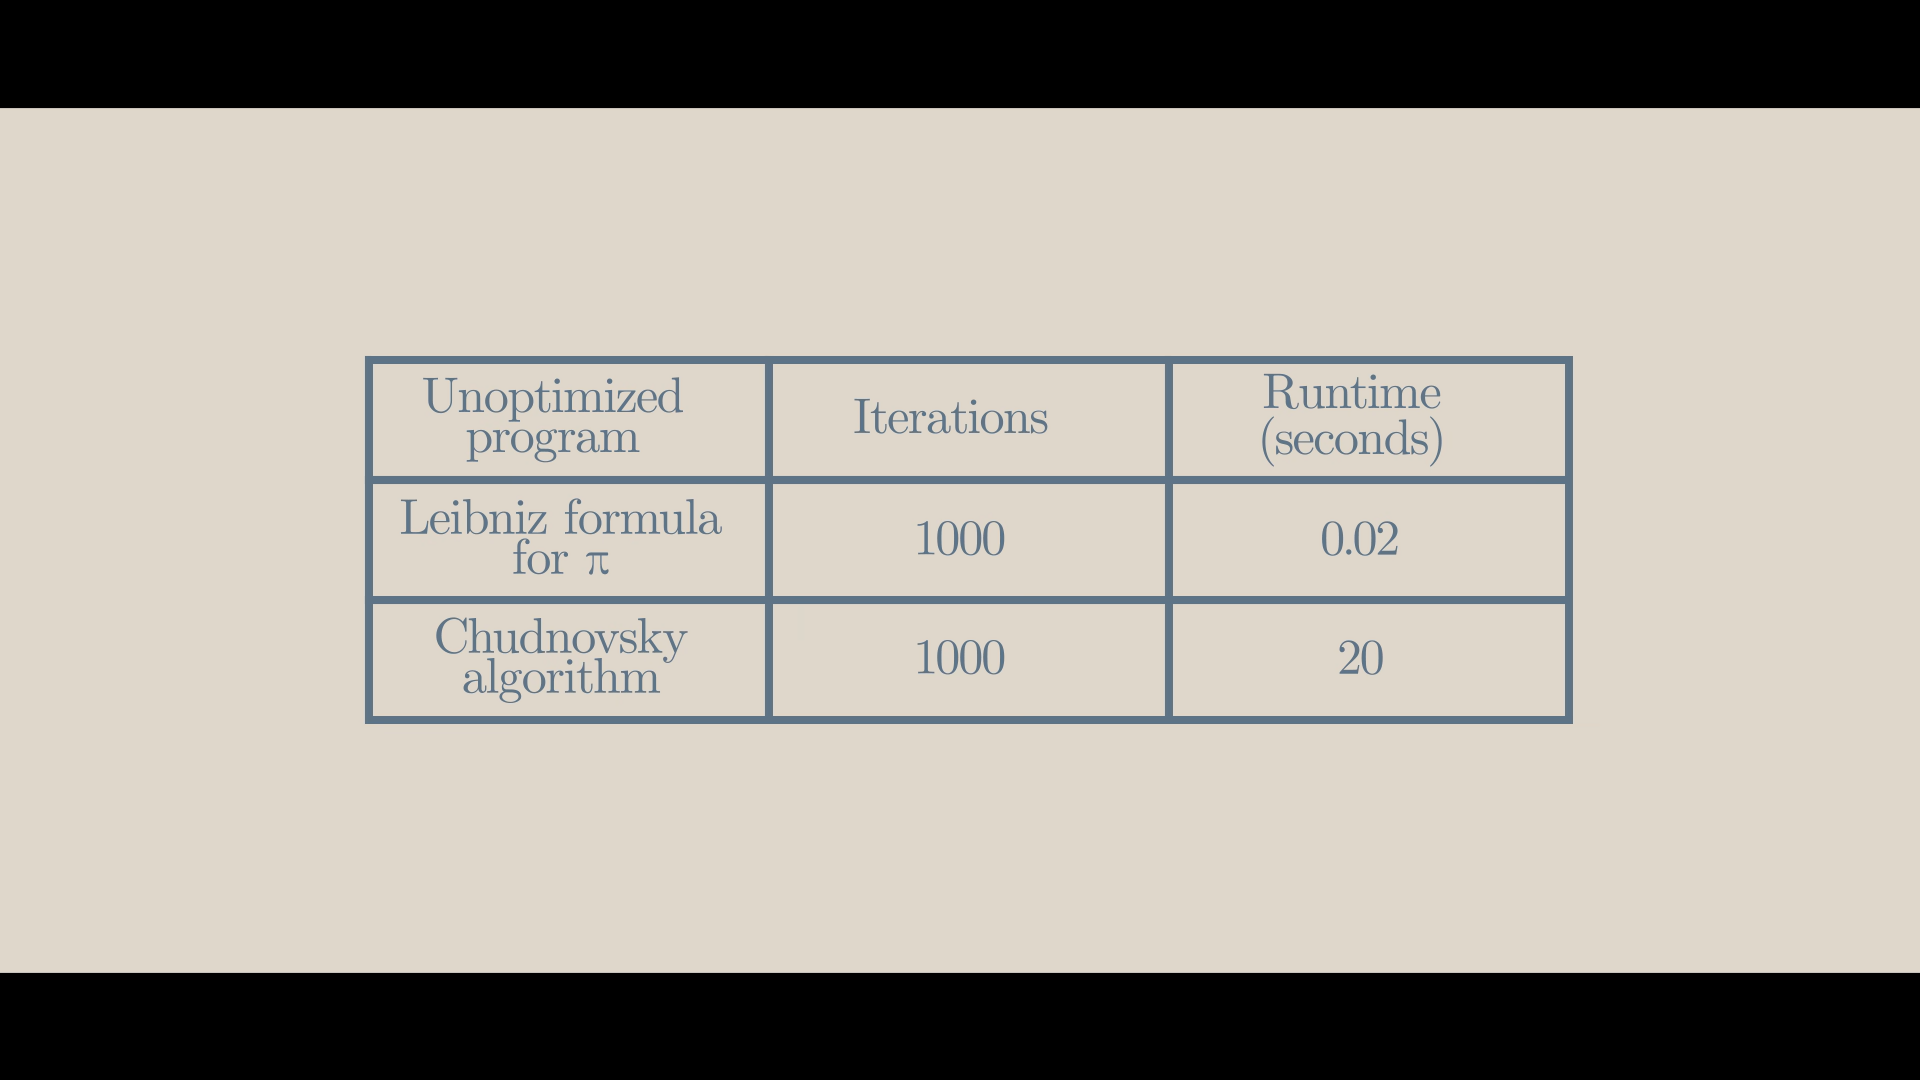 Unoptimized
program
Iterations
Runtime
(seconds)
Leibniz formula
for π
1000
0.02
Chudnovsky
algorithm
1000
20